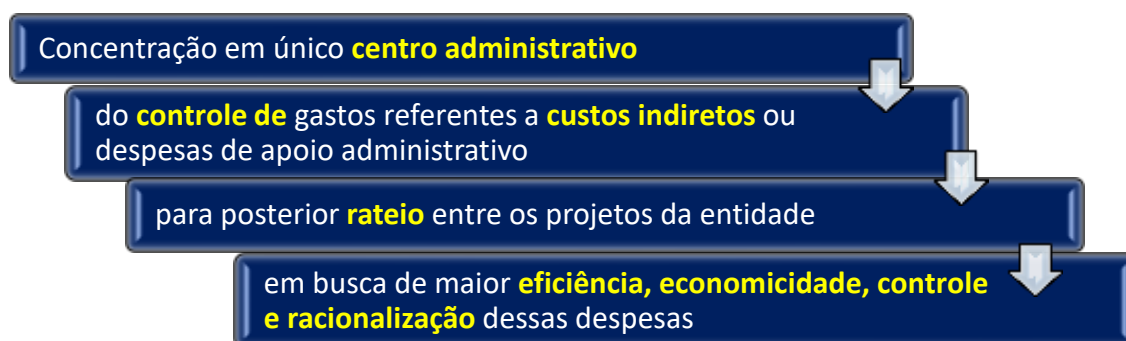 Concentração em único centro administrativo
do controle de gastos referentes a custos indiretos ou
despesas de apoio administrativo
para posterior rateio entre os projetos da entidade
em busca de maior eficiência, economicidade, controle
e racionalização dessas despesas